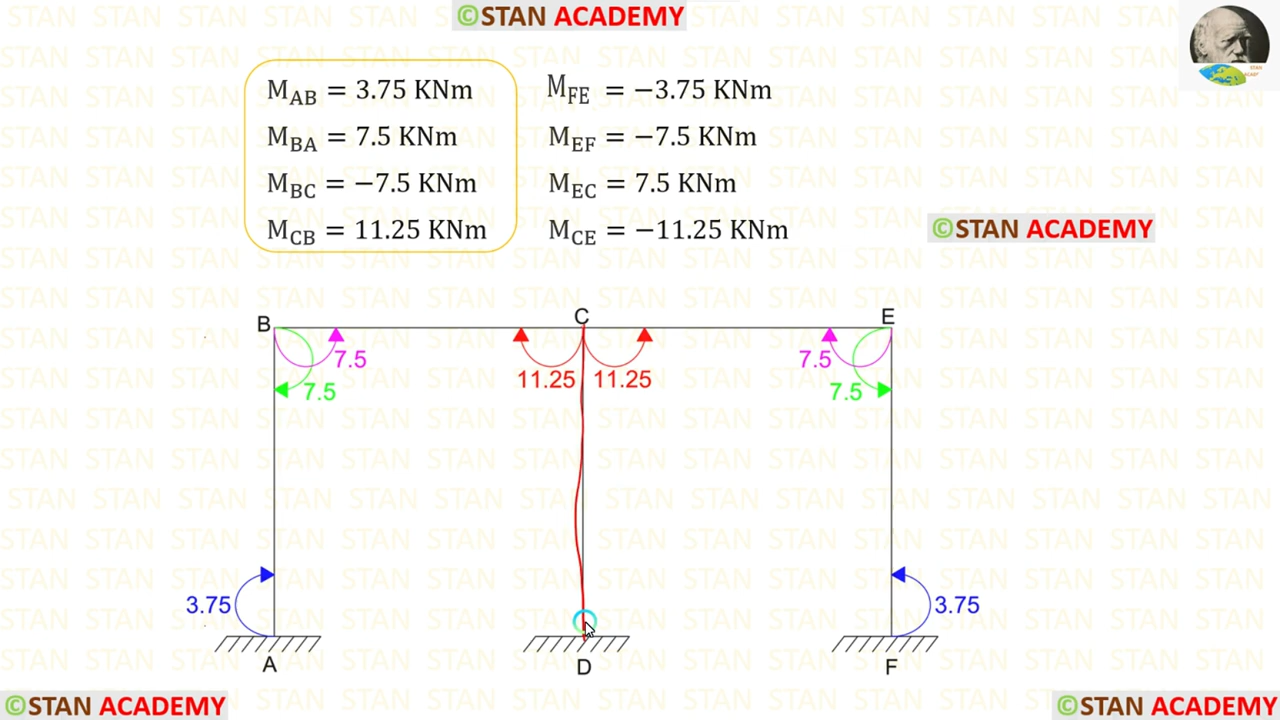 ©STAN ACADEMY
M_AB = 3.75 KNm
M_BA = 7.5 KNm
M_BC = −7.5 KNm
M_CB = 11.25 KNm
M_FE = −3.75 KNm
M_EF = −7.5 KNm
M_EC = 7.5 KNm
M_CE = −11.25 KNm
©STAN ACADEMY
B
C
E
7.5
7.5
11.25
11.25
7.5
7.5
3.75
3.75
A
D
F
©STAN ACADEMY
©STAN ACADEMY